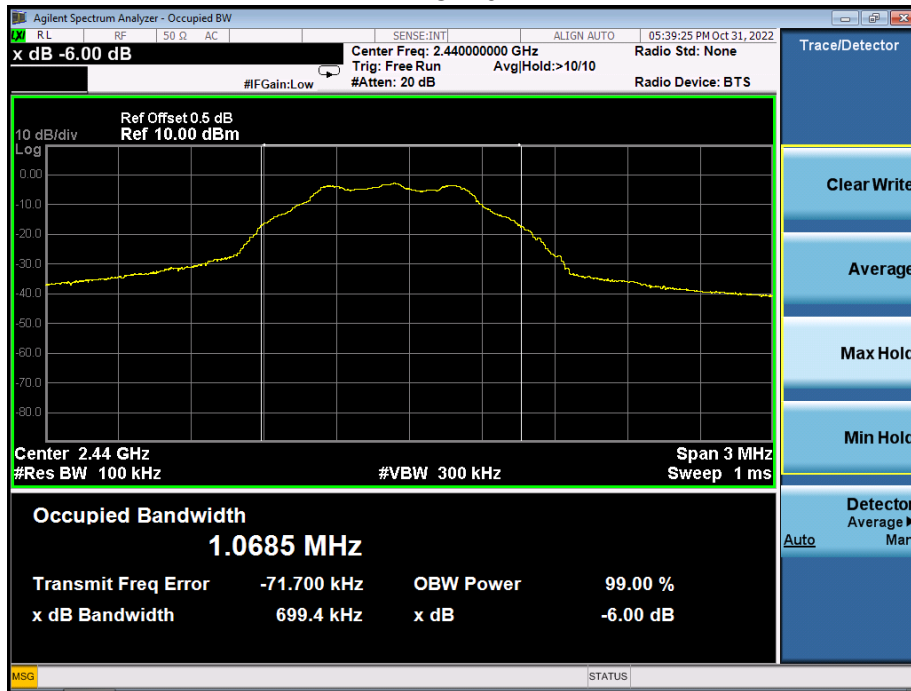 Agilent Spectrum Analyzer - Occupied BW
LXI RL RF 50 Ω AC SENSE:INT ALIGN AUTO 05:39:25 PM Oct 31, 2022
x dB -6.00 dB Center Freq: 2.440000000 GHz Radio Std: None Trace/Detector
Trig: Free Run Avg|Hold:>10/10
#IFGain:Low #Atten: 20 dB Radio Device: BTS
Ref Offset 0.5 dB
10 dB/div Ref 10.00 dBm
Log
0.00
-10.0
-20.0
-30.0
-40.0
-50.0
-60.0
-70.0
-80.0
Clear Write
Average
Max Hold
Min Hold
Center 2.44 GHz Span 3 MHz
#Res BW 100 kHz #VBW 300 kHz Sweep 1 ms
Detector
Average
Auto Man
Occupied Bandwidth
1.0685 MHz
Transmit Freq Error -71.700 kHz OBW Power 99.00 %
x dB Bandwidth 699.4 kHz x dB -6.00 dB
MSG STATUS